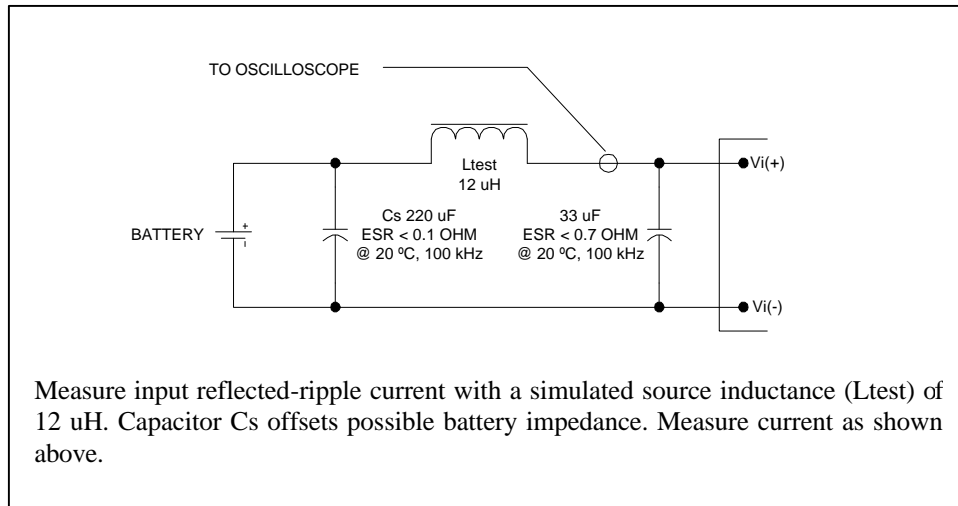 TO OSCILLOSCOPE
Ltest
12 uH
Vi(+)
BATTERY
+
Cs 220 uF
ESR < 0.1 OHM
@ 20 ºC, 100 kHz
33 uF
ESR < 0.7 OHM
@ 20 ºC, 100 kHz
Vi(-)
Measure input reflected-ripple current with a simulated source inductance (Ltest) of
12 uH. Capacitor Cs offsets possible battery impedance. Measure current as shown
above.